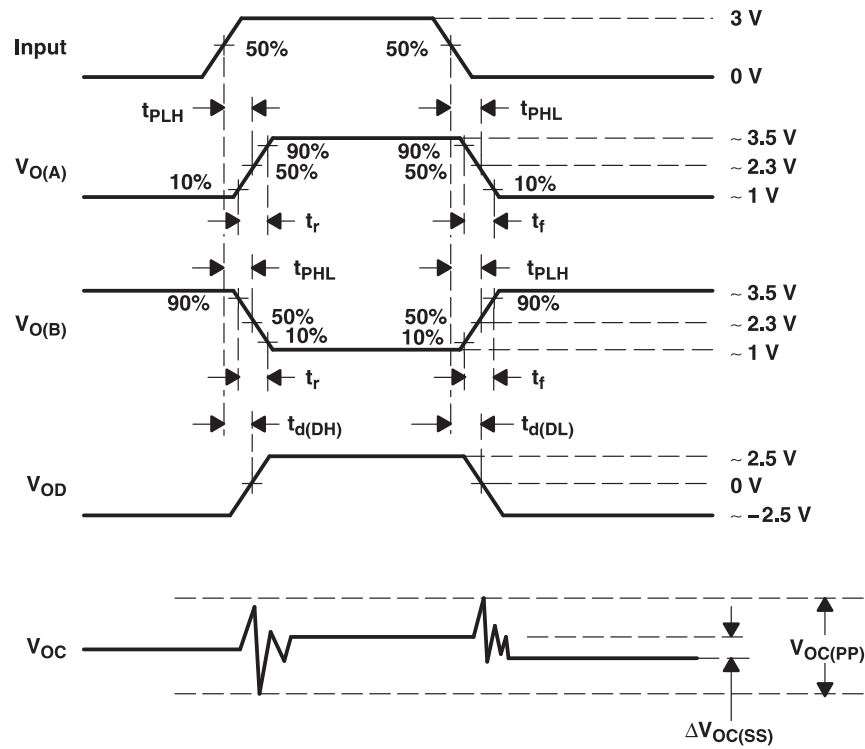 3 V
Input 50% 50%
0 V
tPLH tPHL
~ 3.5 V
90% 90%
VO(A) 50% 50% ~ 2.3 V
10% 10%
~ 1 V
tr tf
tPHL tPLH
~ 3.5 V
90% 90%
VO(B) 50% 50% ~ 2.3 V
10% 10%
~ 1 V
tr tf
td(DH) td(DL)
~ 2.5 V
VOD 0 V
~ −2.5 V
VOC VOC(PP)
ΔVOC(SS)